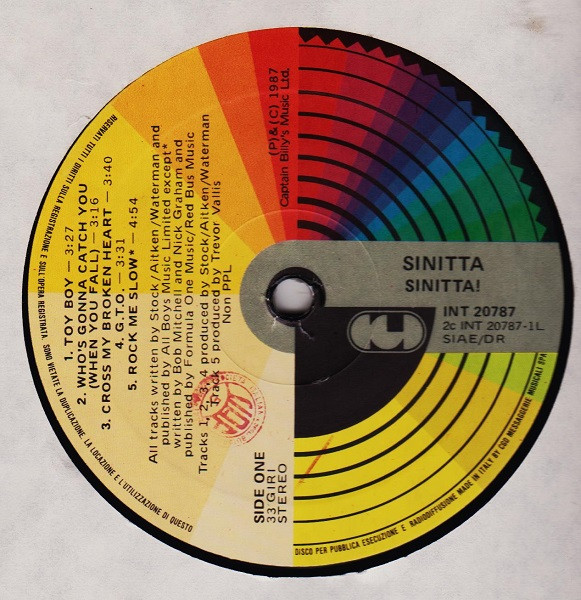 SINITTA
SINITTA!
INT 20787
2c INT 20787-1L
SIAE/DR
(P)&(C) 1987
Captain Billy's Music Ltd.
1. TOY BOY — 3:27
2. WHO'S GONNA CATCH YOU
(WHEN YOU FALL) — 3:16
3. CROSS MY BROKEN HEART — 3:40
4. G.T.O. — 3:31
5. ROCK ME SLOW* — 4:54
All tracks written by Stock/Aitken/Waterman and
published by All Boys Music Limited except*
written by Bob Mitchell and Nick Graham and
published by Formula One Music/Red Bus Music
Tracks 1, 2, 3, 4 produced by Stock/Aitken/Waterman
Track 5 produced by Trevor Vallis
Non PPL
SIDE ONE
33 GIRI
STEREO
RISERVATI TUTTI I DIRITTI SULLA REGISTRAZIONE E SULL'OPERA REGISTRATA. SONO VIETATE LA DUPLICAZIONE, LA LOCAZIONE E L'UTILIZZAZIONE DI QUESTO
DISCO PER PUBBLICA ESECUZIONE E RADIODIFFUSIONE. MADE IN ITALY BY CGD MESSAGGERIE MUSICALI SPA